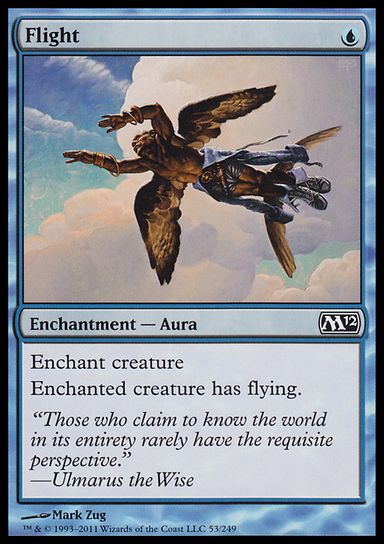 Flight
Enchantment — Aura
M12
Enchant creature
Enchanted creature has flying.
“Those who claim to know the world
in its entirety rarely have the requisite
perspective.”
—Ulmarus the Wise
Mark Zug
™ & © 1993–2011 Wizards of the Coast LLC 53/249